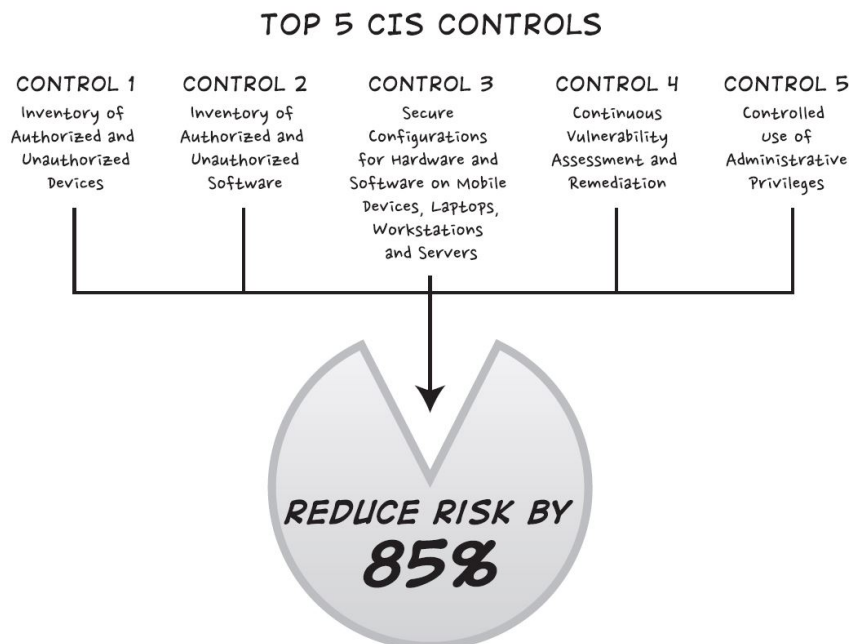 TOP 5 CIS CONTROLS
CONTROL 1
Inventory of
Authorized and
Unauthorized
Devices
CONTROL 2
Inventory of
Authorized and
Unauthorized
Software
CONTROL 3
Secure
Configurations
for Hardware and
Software on Mobile
Devices, Laptops,
Workstations
and Servers
CONTROL 4
Continuous
Vulnerability
Assessment and
Remediation
CONTROL 5
Controlled
Use of
Administrative
Privileges
REDUCE RISK BY
85%